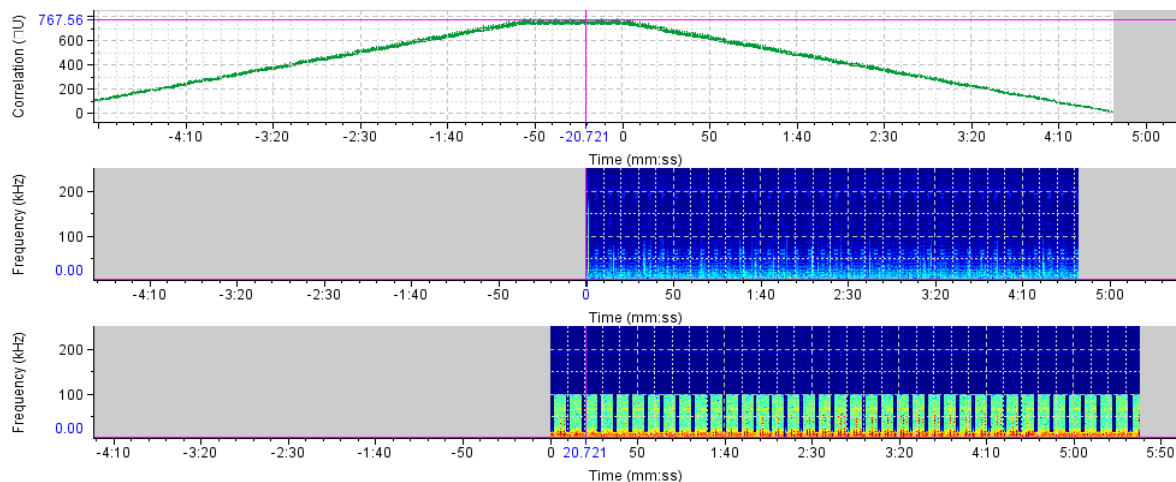 767.56
600
400
200
0
Correlation (□U)
-4:10 -3:20 -2:30 -1:40 -50 -20.721 0 50 1:40 2:30 3:20 4:10 5:00
Time (mm:ss)
200
100
0.00
Frequency (kHz)
-4:10 -3:20 -2:30 -1:40 -50 0 50 1:40 2:30 3:20 4:10 5:00
Time (mm:ss)
200
100
0.00
Frequency (kHz)
-4:10 -3:20 -2:30 -1:40 -50 0 20.721 50 1:40 2:30 3:20 4:10 5:00 5:50
Time (mm:ss)